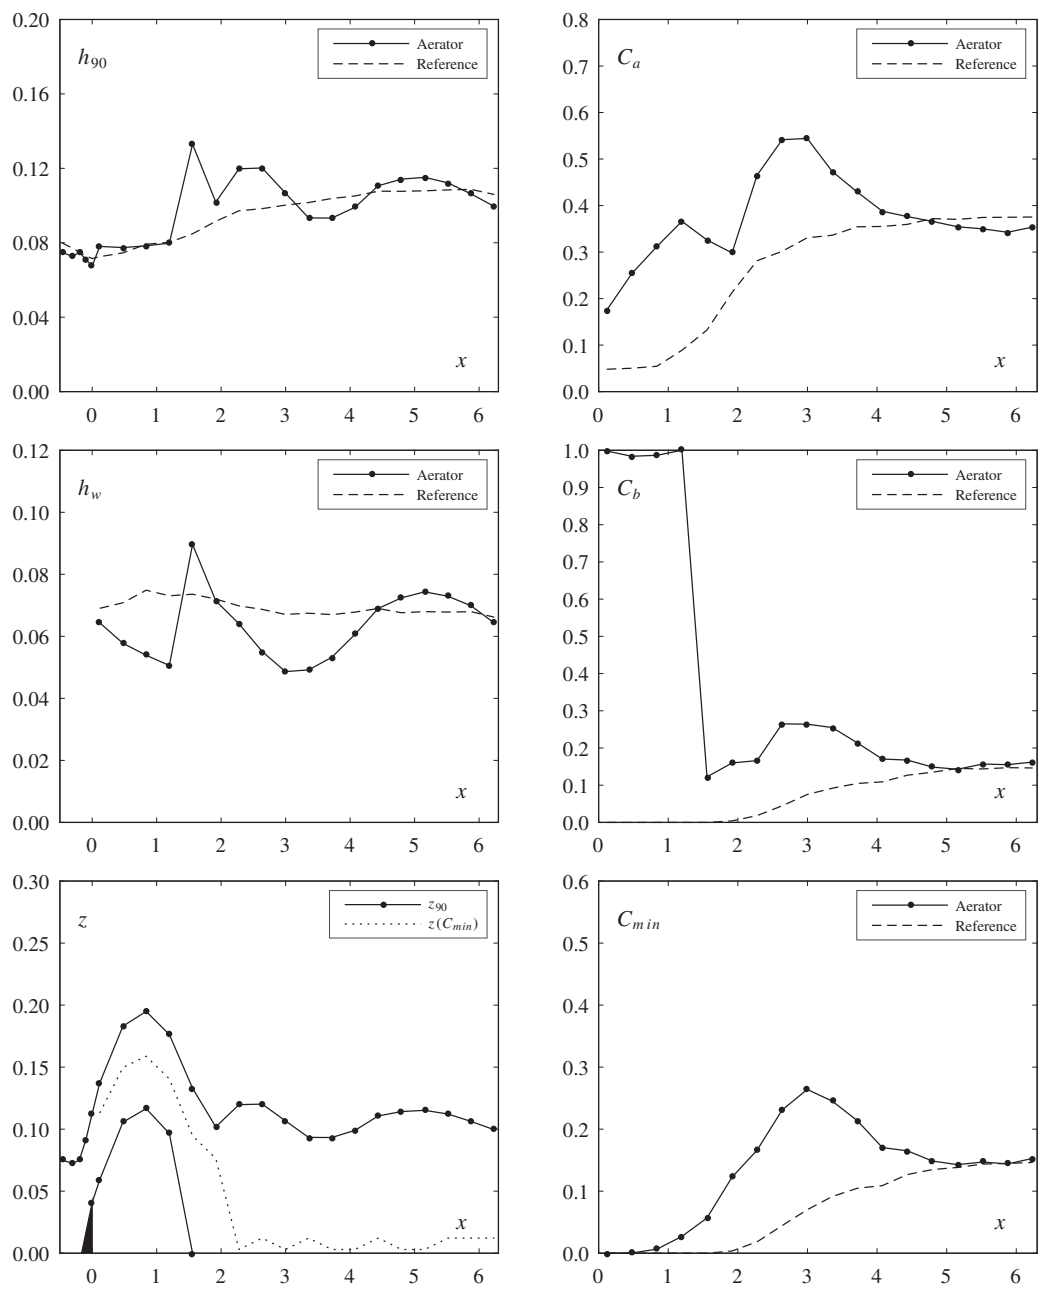 0.20
0.16
0.12
0.08
0.04
0.00
h90
Aerator
Reference
x
0 1 2 3 4 5 6
0.8
0.7
0.6
0.5
0.4
0.3
0.2
0.1
0.0
Ca
Aerator
Reference
x
0 1 2 3 4 5 6
0.12
0.10
0.08
0.06
0.04
0.02
0.00
hw
Aerator
Reference
x
0 1 2 3 4 5 6
1.0
0.9
0.8
0.7
0.6
0.5
0.4
0.3
0.2
0.1
0.0
Cb
Aerator
Reference
x
0 1 2 3 4 5 6
0.30
0.25
0.20
0.15
0.10
0.05
0.00
z
z90
z(Cmin)
x
0 1 2 3 4 5 6
0.6
0.5
0.4
0.3
0.2
0.1
0.0
Cmin
Aerator
Reference
x
0 1 2 3 4 5 6